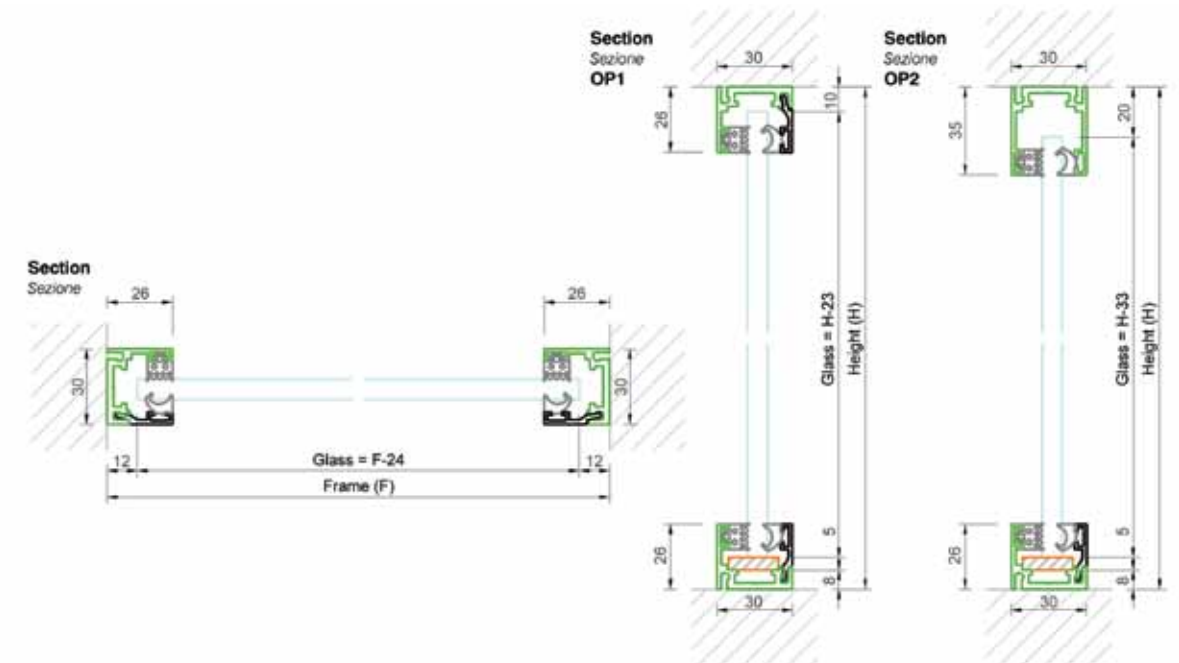 Section
Sezione
26
26
30
30
12
Glass = F-24
12
Frame (F)
Section
Sezione
OP1
30
26
10
Glass = H-23
Height (H)
26
5
8
30
Section
Sezione
OP2
30
35
20
Glass = H-33
Height (H)
26
5
8
30